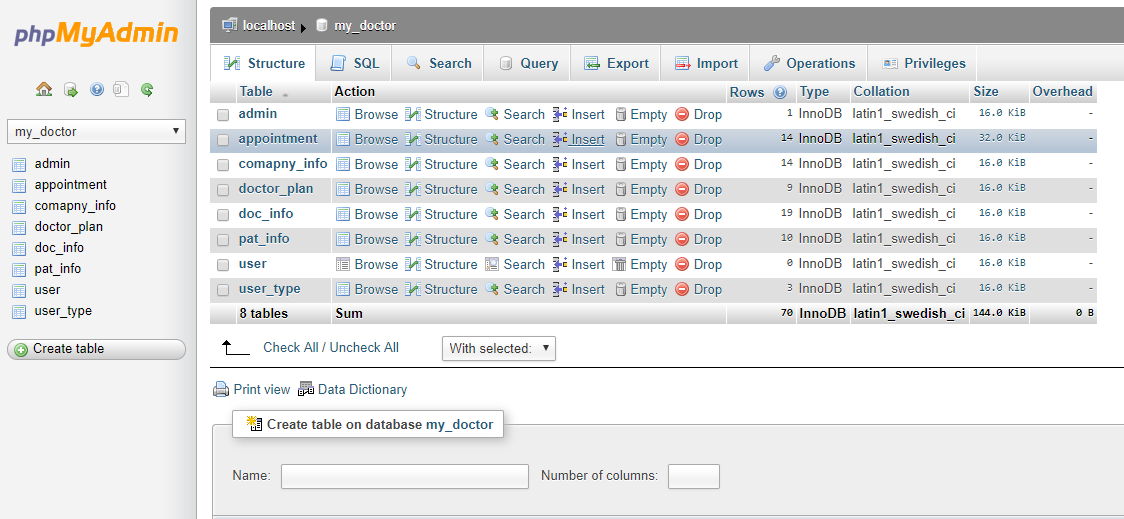 phpMyAdmin
my_doctor
admin
appointment
comapny_info
doctor_plan
doc_info
pat_info
user
user_type
Create table
localhost my_doctor
Structure SQL Search Query Export Import Operations Privileges
Table Action Rows Type Collation Size Overhead
admin Browse Structure Search Insert Empty Drop 1 InnoDB latin1_swedish_ci 16.0 KiB -
appointment Browse Structure Search Insert Empty Drop 14 InnoDB latin1_swedish_ci 32.0 KiB -
comapny_info Browse Structure Search Insert Empty Drop 14 InnoDB latin1_swedish_ci 16.0 KiB -
doctor_plan Browse Structure Search Insert Empty Drop 9 InnoDB latin1_swedish_ci 16.0 KiB -
doc_info Browse Structure Search Insert Empty Drop 19 InnoDB latin1_swedish_ci 16.0 KiB -
pat_info Browse Structure Search Insert Empty Drop 10 InnoDB latin1_swedish_ci 16.0 KiB -
user Browse Structure Search Insert Empty Drop 0 InnoDB latin1_swedish_ci 16.0 KiB -
user_type Browse Structure Search Insert Empty Drop 3 InnoDB latin1_swedish_ci 16.0 KiB -
8 tables Sum 70 InnoDB latin1_swedish_ci 144.0 KiB 0 B
Check All / Uncheck All With selected:
Print view Data Dictionary
Create table on database my_doctor
Name: Number of columns: